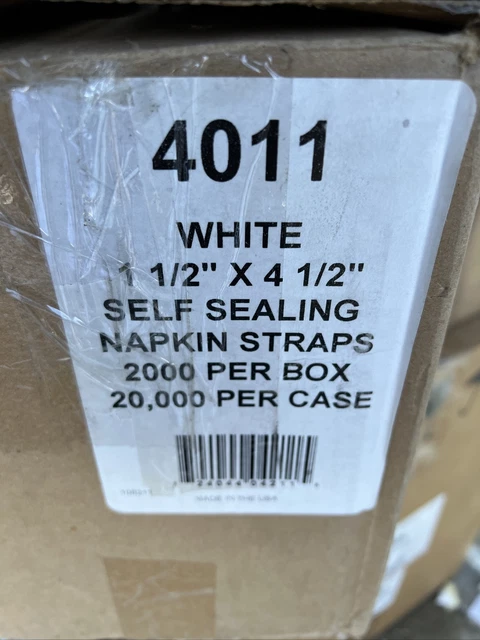 4011
WHITE
1 1/2" X 4 1/2"
SELF SEALING
NAPKIN STRAPS
2000 PER BOX
20,000 PER CASE
MADE IN THE USA